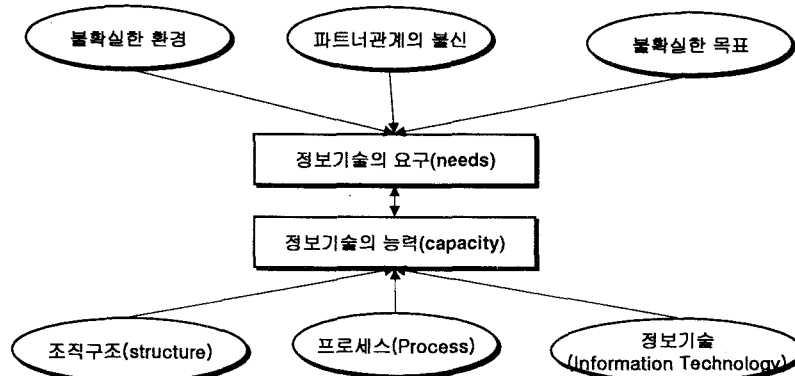 불확실한 환경
파트너관계의 불신
불확실한 목표
정보기술의 요구(needs)
정보기술의 능력(capacity)
조직구조(structure)
프로세스(Process)
정보기술
(Information Technology)